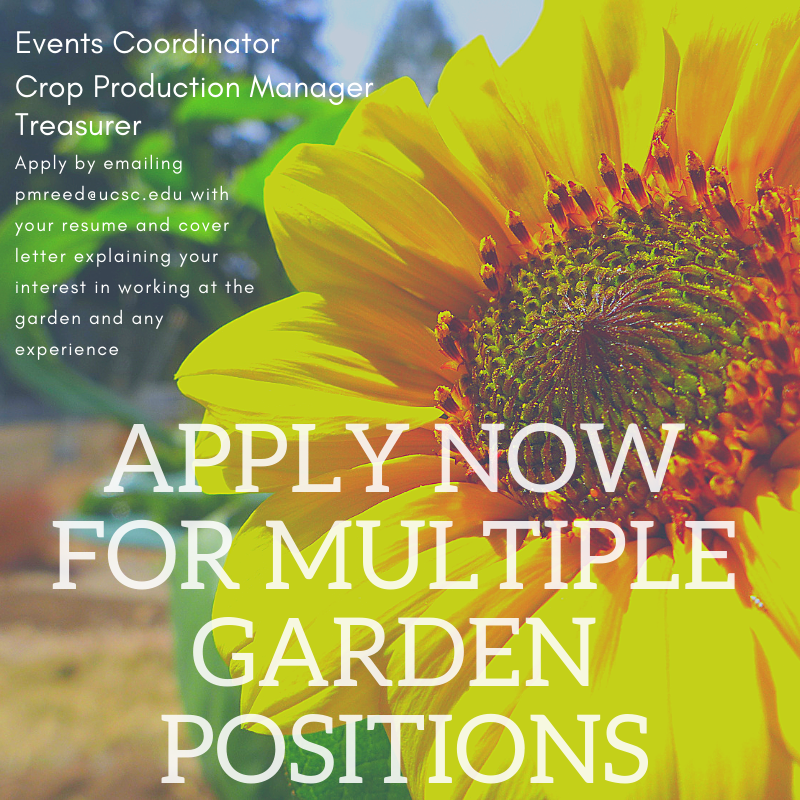 Events Coordinator
Crop Production Manager
Treasurer
Apply by emailing
pmreed@ucsc.edu with
your resume and cover
letter explaining your
interest in working at the
garden and any
experience
APPLY NOW
FOR MULTIPLE
GARDEN
POSITIONS